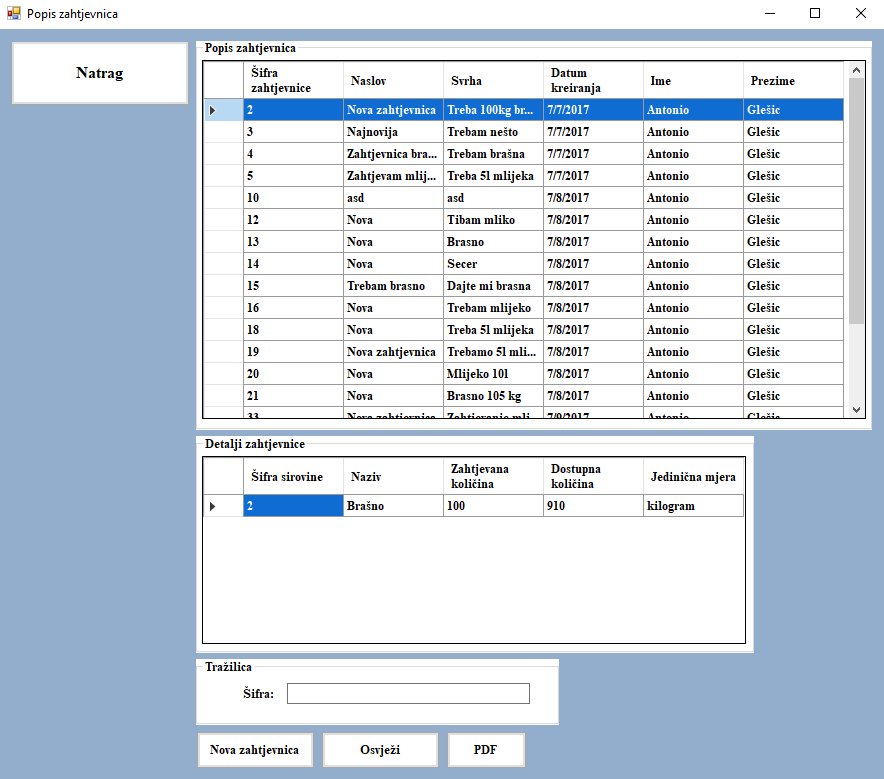 Popis zahtjevnica
Natrag
Popis zahtjevnica
Šifra zahtjevnice Naslov Svrha Datum kreiranja Ime Prezime
2 Nova zahtjevnica Treba 100kg br... 7/7/2017 Antonio Glešic
3 Najnovija Trebam nešto 7/7/2017 Antonio Glešic
4 Zahtjevnica bra... Trebam brašna 7/7/2017 Antonio Glešic
5 Zahtjevam mlij... Treba 5l mlijeka 7/7/2017 Antonio Glešic
10 asd asd 7/8/2017 Antonio Glešic
12 Nova Tibam mliko 7/8/2017 Antonio Glešic
13 Nova Brasno 7/8/2017 Antonio Glešic
14 Nova Secer 7/8/2017 Antonio Glešic
15 Trebam brasno Dajte mi brasna 7/8/2017 Antonio Glešic
16 Nova Trebam mlijeko 7/8/2017 Antonio Glešic
18 Nova Treba 5l mlijeka 7/8/2017 Antonio Glešic
19 Nova zahtjevnica Trebamo 5l mli... 7/8/2017 Antonio Glešic
20 Nova Mlijeko 10l 7/8/2017 Antonio Glešic
21 Nova Brasno 105 kg 7/8/2017 Antonio Glešic
Nova zahtjevnica Antonio Glešic
Detalji zahtjevnice
Šifra sirovine Naziv Zahtjevana količina Dostupna količina Jedinična mjera
2 Brašno 100 910 kilogram
Tražilica
Šifra:
Nova zahtjevnica Osvježi PDF